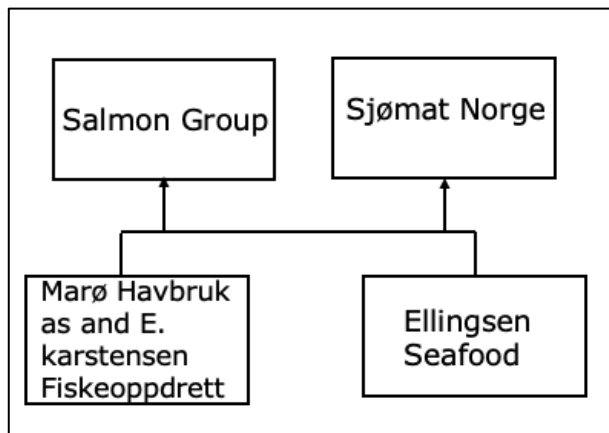 Salmon Group
Sjømat Norge
Marø Havbruk
as and E.
karstensen
Fiskeoppdrett
Ellingsen
Seafood